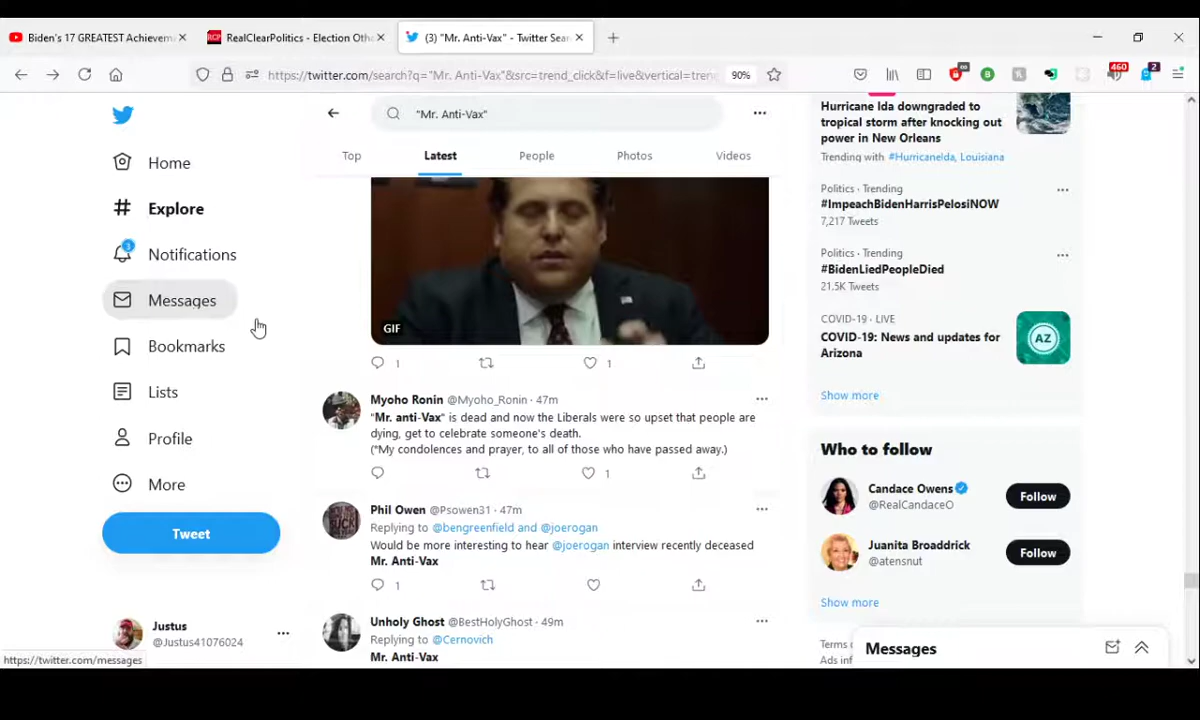 Biden's 17 GREATEST Achievem
RealClearPolitics - Election Oth
(3) "Mr. Anti-Vax" - Twitter Sear
https://twitter.com/search?q="Mr. Anti-Vax"&src=trend_click&f=live&vertical=tren
90%
460
2
"Mr. Anti-Vax"
Top
Latest
People
Photos
Videos
Home
Explore
3
Notifications
Messages
Bookmarks
Lists
Profile
More
Tweet
Justus
@Justus41076024
https://twitter.com/messages
GIF
1
1
Myoho Ronin @Myoho_Ronin · 47m
"Mr. anti-Vax" is dead and now the Liberals were so upset that people are
dying, get to celebrate someone's death.
(*My condolences and prayer, to all of those who have passed away.)
1
Phil Owen @Psowen31 · 47m
Replying to @bengreenfield and @joerogan
Would be more interesting to hear @joerogan interview recently deceased
Mr. Anti-Vax
1
Unholy Ghost @BestHolyGhost · 49m
Replying to @Cernovich
Mr. Anti-Vax
Hurricane Ida downgraded to
tropical storm after knocking out
power in New Orleans
Trending with #HurricaneIda, Louisiana
Politics · Trending
#ImpeachBidenHarrisPelosiNOW
7,217 Tweets
Politics · Trending
#BidenLiedPeopleDied
21.5K Tweets
COVID-19 · LIVE
COVID-19: News and updates for
Arizona
AZ
Show more
Who to follow
Candace Owens
@RealCandaceO
Follow
Juanita Broaddrick
@atensnut
Follow
Show more
Terms
Ads inf
Messages